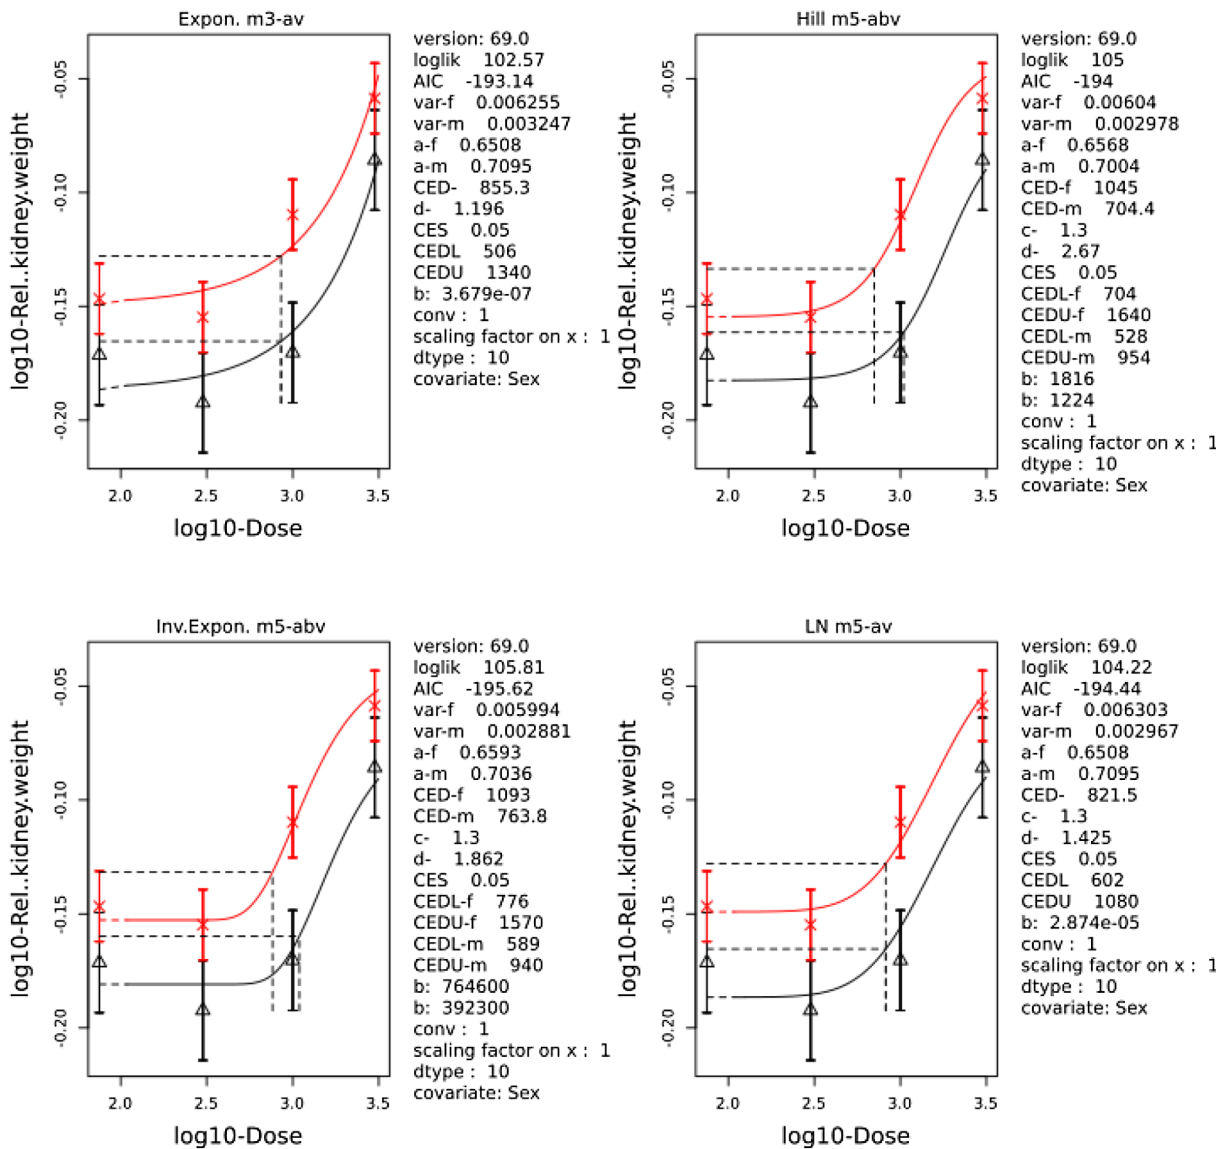 Expon. m3-av
-0.05
-0.10
-0.15
-0.20
log10-Rel..kidney.weight
2.0 2.5 3.0 3.5
log10-Dose
version: 69.0
loglik 102.57
AIC -193.14
var-f 0.006255
var-m 0.003247
a-f 0.6508
a-m 0.7095
CED- 855.3
d- 1.196
CES 0.05
CEDL 506
CEDU 1340
b: 3.679e-07
conv : 1
scaling factor on x : 1
dtype : 10
covariate: Sex
Hill m5-abv
-0.05
-0.10
-0.15
-0.20
log10-Rel..kidney.weight
2.0 2.5 3.0 3.5
log10-Dose
version: 69.0
loglik 105
AIC -194
var-f 0.00604
var-m 0.002978
a-f 0.6568
a-m 0.7004
CED-f 1045
CED-m 704.4
c- 1.3
d- 2.67
CES 0.05
CEDL-f 704
CEDU-f 1640
CEDL-m 528
CEDU-m 954
b: 1816
b: 1224
conv : 1
scaling factor on x : 1
dtype : 10
covariate: Sex
Inv.Expon. m5-abv
-0.05
-0.10
-0.15
-0.20
log10-Rel..kidney.weight
2.0 2.5 3.0 3.5
log10-Dose
version: 69.0
loglik 105.81
AIC -195.62
var-f 0.005994
var-m 0.002881
a-f 0.6593
a-m 0.7036
CED-f 1093
CED-m 763.8
c- 1.3
d- 1.862
CES 0.05
CEDL-f 776
CEDU-f 1570
CEDL-m 589
CEDU-m 940
b: 764600
b: 392300
conv : 1
scaling factor on x : 1
dtype : 10
covariate: Sex
LN m5-av
-0.05
-0.10
-0.15
-0.20
log10-Rel..kidney.weight
2.0 2.5 3.0 3.5
log10-Dose
version: 69.0
loglik 104.22
AIC -194.44
var-f 0.006303
var-m 0.002967
a-f 0.6508
a-m 0.7095
CED- 821.5
c- 1.3
d- 1.425
CES 0.05
CEDL 602
CEDU 1080
b: 2.874e-05
conv : 1
scaling factor on x : 1
dtype : 10
covariate: Sex